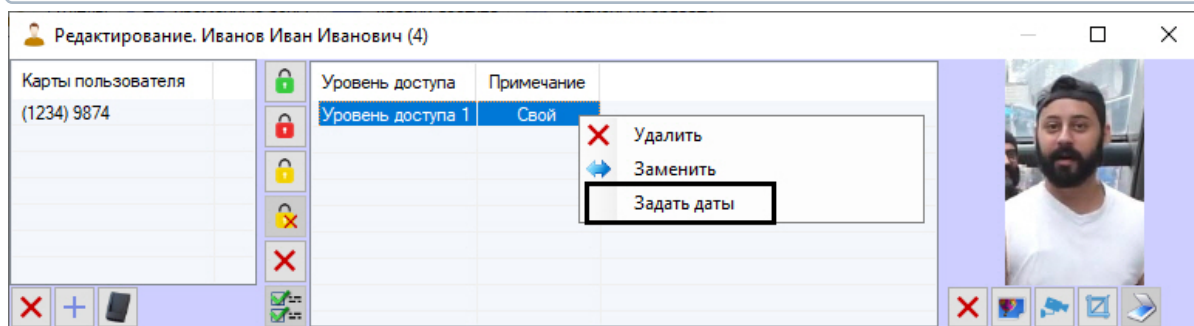 Редактирование. Иванов Иван Иванович (4)
Карты пользователя
(1234) 9874
Уровень доступа Примечание
Уровень доступа 1 Свой
Удалить
Заменить
Задать даты